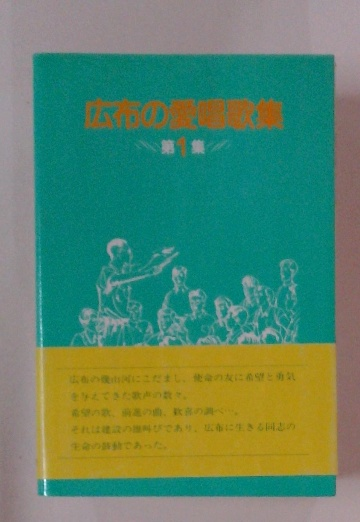 広布の愛唱歌集
第1集
広布の幾山河にこだまし、使命の友に希望と勇気
を与えてきた歌声の数々。
希望の歌、前進の曲、歓喜の調べ…。
それは建設の雄叫びであり、広布に生きる同志の
生命の鼓動であった。